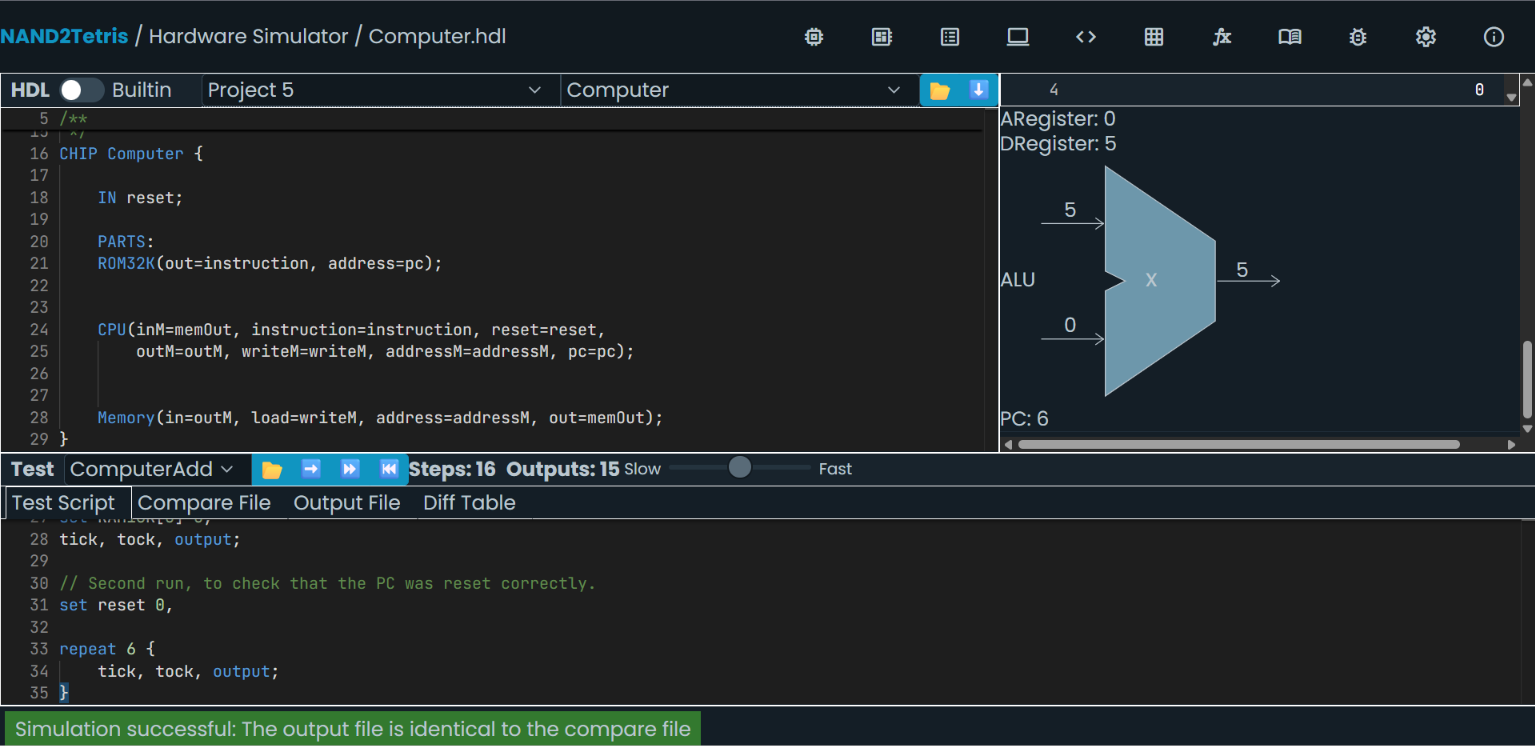 NAND2Tetris / Hardware Simulator / Computer.hdl
HDL Builtin Project 5 Computer
4 0
5 /**
15 */
16 CHIP Computer {
17
18 IN reset;
19
20 PARTS:
21 ROM32K(out=instruction, address=pc);
22
23
24 CPU(inM=memOut, instruction=instruction, reset=reset,
25 outM=outM, writeM=writeM, addressM=addressM, pc=pc);
26
27
28 Memory(in=outM, load=writeM, address=addressM, out=memOut);
29 }
ARegister: 0
DRegister: 5
5
ALU
X
5
0
PC: 6
Test ComputerAdd Steps: 16 Outputs: 15 Slow Fast
Test Script Compare File Output File Diff Table
28 tick, tock, output;
29
30 // Second run, to check that the PC was reset correctly.
31 set reset 0,
32
33 repeat 6 {
34 tick, tock, output;
35 }
Simulation successful: The output file is identical to the compare file